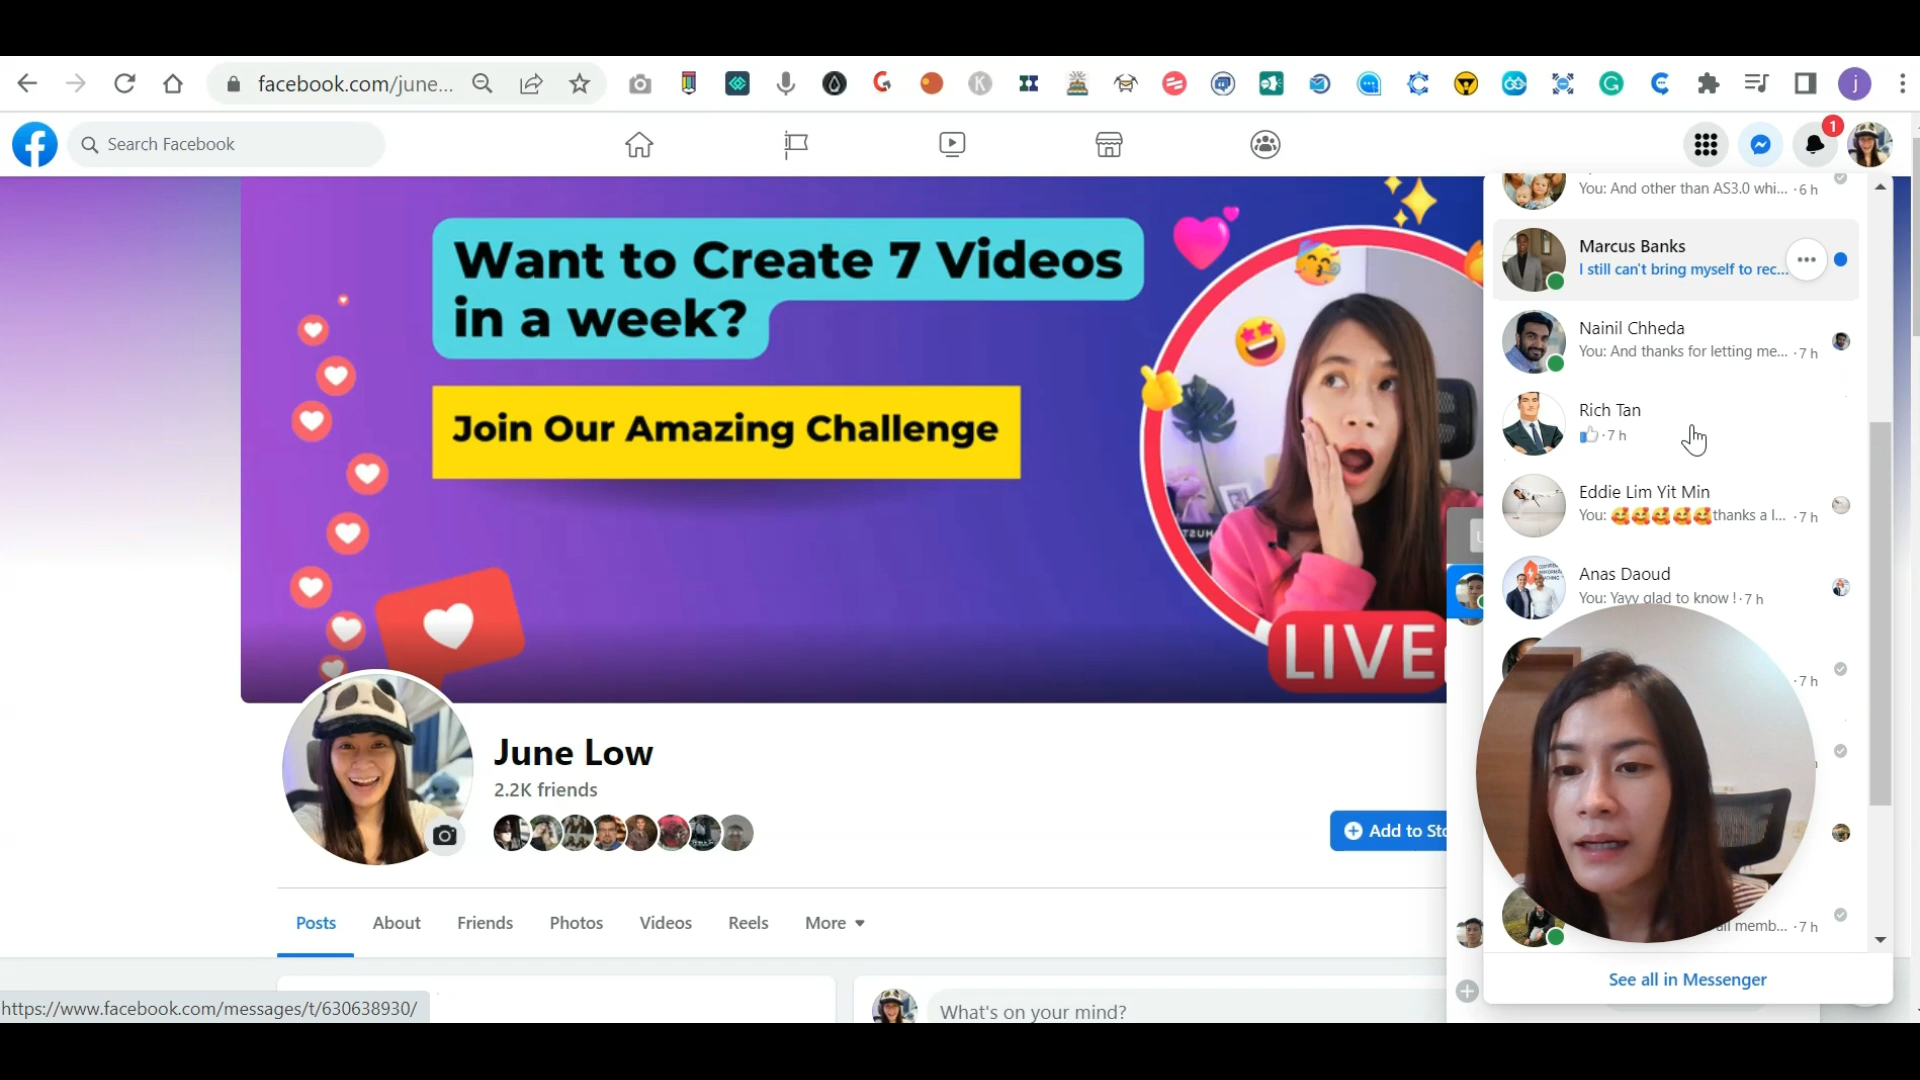 facebook.com/june...
j
Search Facebook
1
Want to Create 7 Videos
in a week?
Join Our Amazing Challenge
LIVE
You: And other than AS3.0 whi... · 6 h
Marcus Banks
I still can't bring myself to rec...
Nainil Chheda
You: And thanks for letting me... · 7 h
Rich Tan
· 7 h
Eddie Lim Yit Min
You: 🥰🥰🥰🥰🥰thanks a l... · 7 h
Anas Daoud
You: Yayy glad to know ! · 7 h
· 7 h
memb... · 7 h
See all in Messenger
June Low
2.2K friends
Add to Sto
Posts
About
Friends
Photos
Videos
Reels
More
What's on your mind?
https://www.facebook.com/messages/t/630638930/